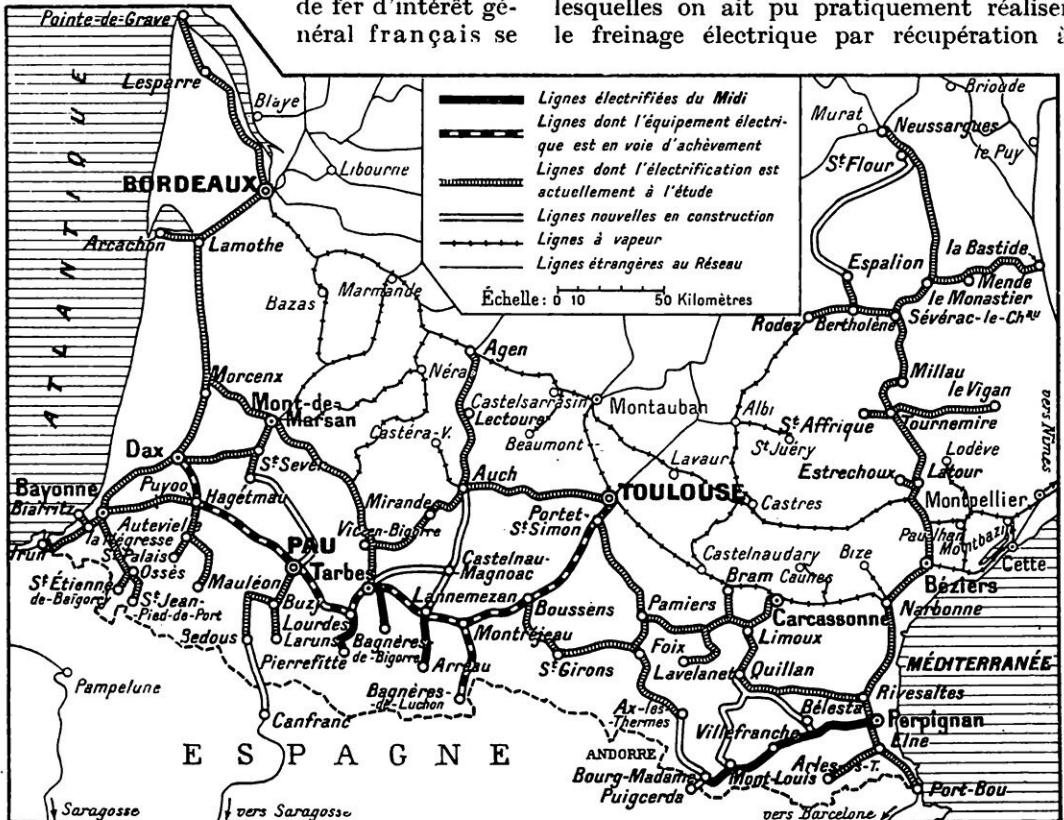 de fer d'intérêt gé-
néral français se
lesquelles on ait pu pratiquement réaliser
le freinage électrique par récupération à
Pointe-de-Grave
Lesparre
Blaye
Libourne
BORDEAUX
Arcachon
Lamothe
ATLANTIQUE
Lignes électrifiées du Midi
Lignes dont l'équipement électri-
que est en voie d'achèvement
Lignes dont l'électrification est
actuellement à l'étude
Lignes nouvelles en construction
Lignes à vapeur
Lignes étrangères au Réseau
Échelle: 0 10 50 Kilomètres
Brioude
Murat
Neussargues
le Puy
St Flour
Espalion
la Bastide
Mende
le Monastier
Rodez
Bertholène
Sévérac-le-Chau
Bazas
Marmande
Agen
Millau
le Vigan
Morcenx
Néra
Mont-de-
Marsan
Castelsarrasin
Lectoure
Montauban
Albi
St Affrique
Tournemire
Castéra-V.
Beaumont
St Juéry
Lodève
vers Nîmes
Dax
St Sever
Lavaur
Estrechoux
Latour
Bayonne
Biarritz
Puyoo
Hagétmau
Mirande
Auch
TOULOUSE
Castres
Montpellier
Autevielle
la Négresse
Vic-en-Bigorre
Portet-
St Simon
Paulhan
Montbazin
Irun
St Palais
PAU
Castelnaudary
Bize
Cette
Ossès
Tarbes
Castelnau-
Magnoac
Bram
Caunes
Béziers
St Étienne
de-Baïgorry
Mauléon
Buzy
Lannemezan
Boussens
Pamiers
Carcassonne
Narbonne
St Jean-
Pied-de-Port
Lourdes
Bagnères
de-Bigorre
Montréjeau
Foix
Limoux
Bedous
Laruns
Pierrefitte
Arreau
St Girons
Lavelanet
Quillan
MÉDITERRANÉE
Pampelune
Bagnères-
de-Luchon
Rivesaltes
Canfranc
Ax-les-
Thermes
Bélesta
Villefranche
Perpignan
ESPAGNE
ANDORRE
Elne
Bourg-Madame
Mont-Louis
Arles-s-T.
Puigcerda
Port-Bou
Saragosse
vers Saragosse
vers Barcelone